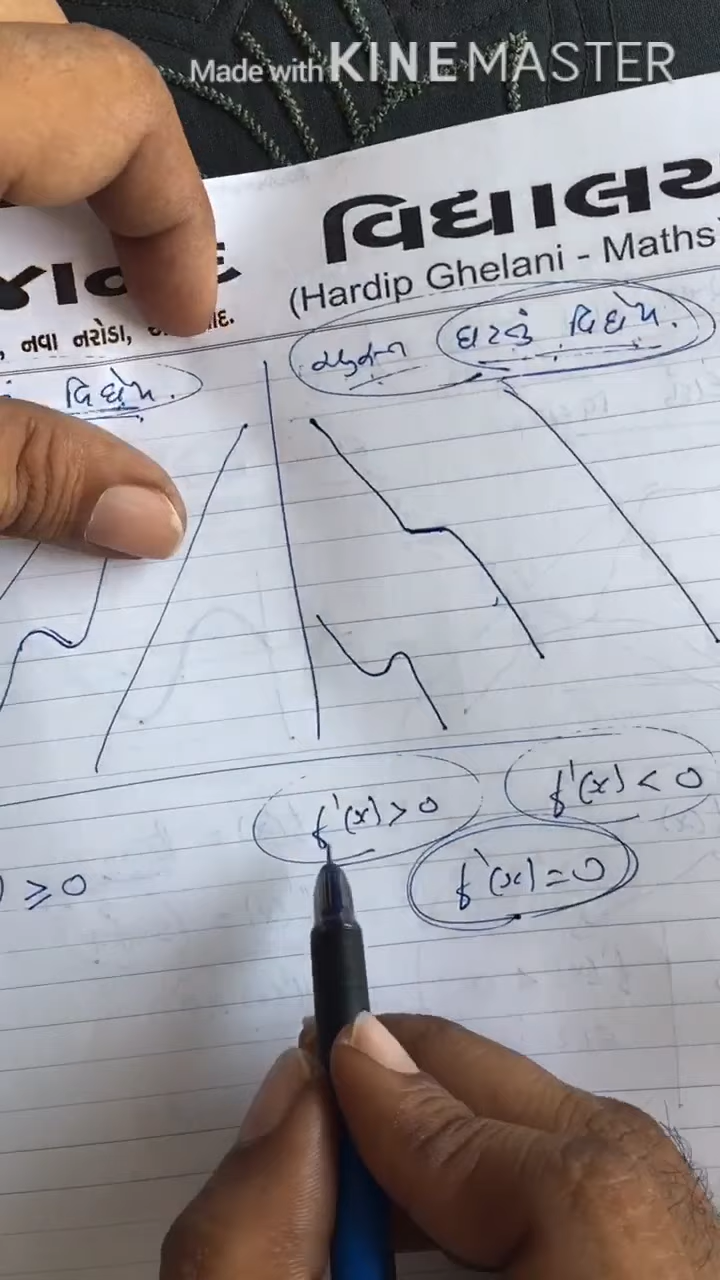 Made with KINEMASTER
વિદ્યાલય
(Hardip Ghelani - Maths)
, નવા નરોડા,
વિધેય.
ઘટતું વિધેય.
f'(x) > 0
f'(x) < 0
) ≥ 0
f'(x) = 0